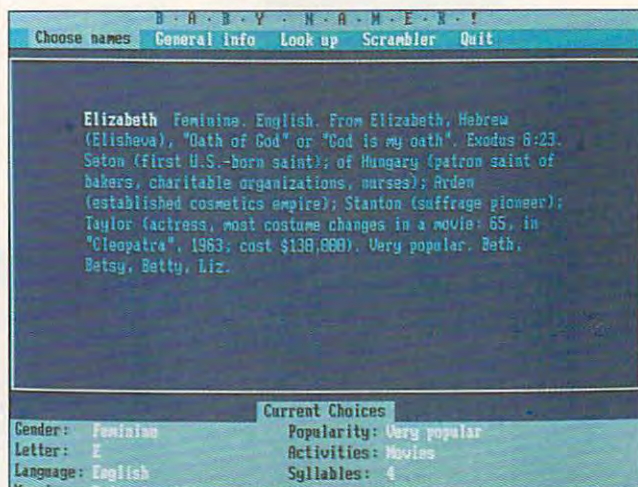 B · A · B · Y · N · A · M · E · R · !
Choose names General info Look up Scrambler Quit
Elizabeth Feminine. English. From Elizabeth, Hebrew
(Elisheva), "Oath of God" or "God is my oath". Exodus 6:23.
Seton (first U.S.-born saint); of Hungary (patron saint of
bakers, charitable organizations, nurses); Arden
(established cosmetics empire); Stanton (suffrage pioneer);
Taylor (actress, most costume changes in a movie: 65, in
"Cleopatra", 1963; cost $130,000). Very popular. Beth,
Betsy, Betty, Liz.
Current Choices
Gender: Feminine Popularity: Very popular
Letter: E Activities: Movies
Language: English Syllables: 4